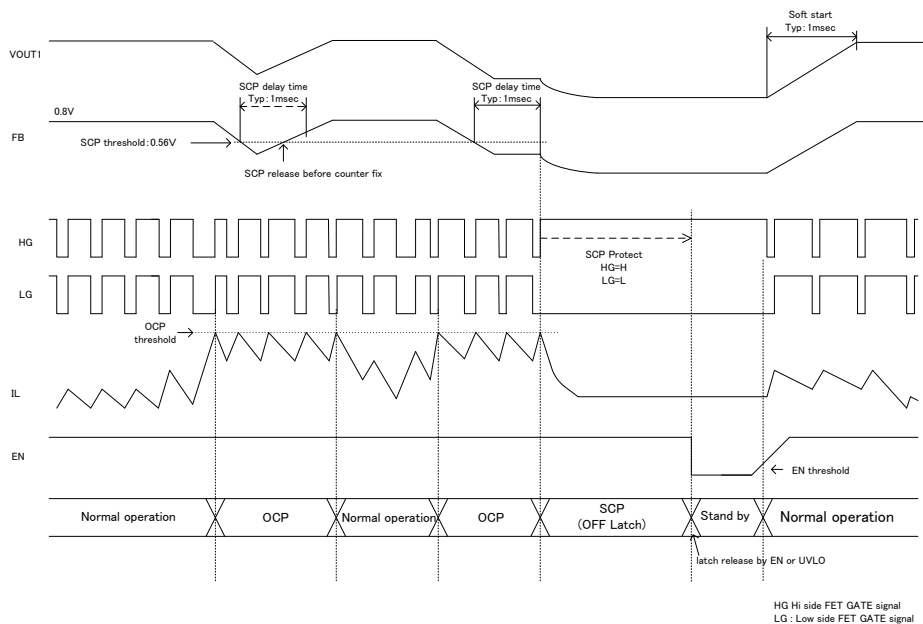 Soft start
Typ: 1msec
VOUT1
SCP delay time
Typ: 1msec
SCP delay time
Typ: 1msec
0.8V
FB
SCP threshold: 0.56V
SCP release before counter fix
HG
SCP Protect
HG=H
LG=L
LG
OCP
threshold
IL
EN
EN threshold
Normal operation
OCP
Normal operation
OCP
SCP
(OFF Latch)
Stand by
Normal operation
latch release by EN or UVLO
HG Hi side FET GATE signal
LG : Low side FET GATE signal